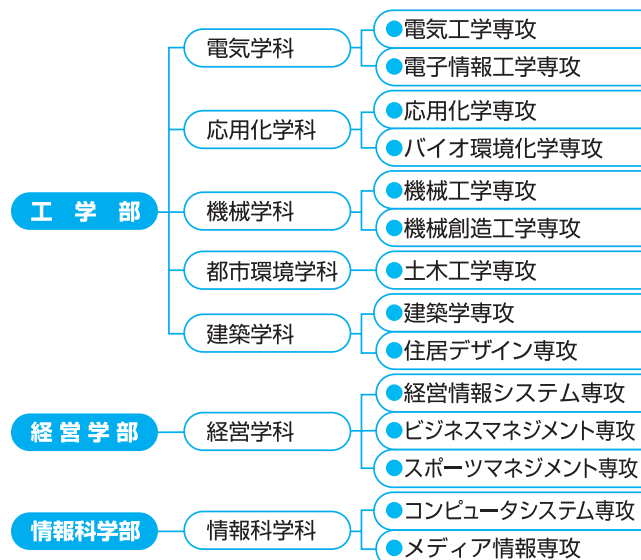 工学部
電気学科
●電気工学専攻
●電子情報工学専攻
応用化学科
●応用化学専攻
●バイオ環境化学専攻
機械学科
●機械工学専攻
●機械創造工学専攻
都市環境学科
●土木工学専攻
建築学科
●建築学専攻
●住居デザイン専攻
経営学部
経営学科
●経営情報システム専攻
●ビジネスマネジメント専攻
●スポーツマネジメント専攻
情報科学部
情報科学科
●コンピュータシステム専攻
●メディア情報専攻